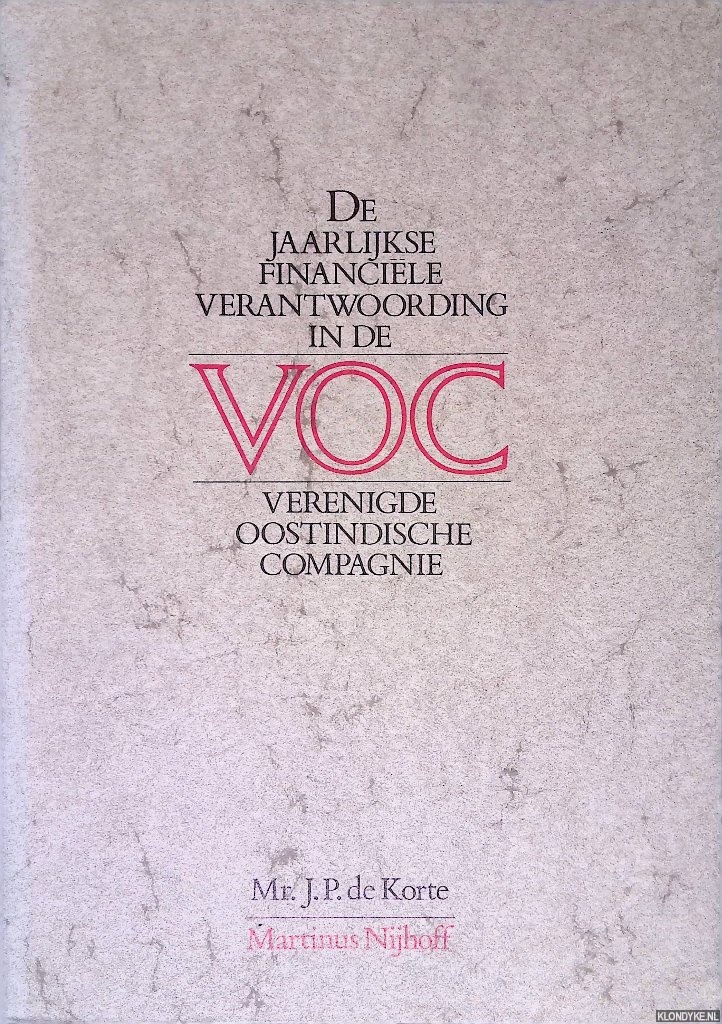 DE
JAARLIJKSE
FINANCIËLE
VERANTWOORDING
IN DE
VOC
VERENIGDE
OOSTINDISCHE
COMPAGNIE
Mr. J.P. de Korte
Martinus Nijhoff
KLONDYKE.NL